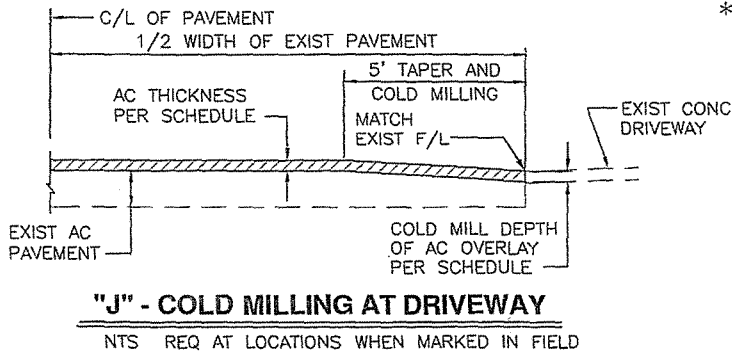 *
C/L OF PAVEMENT
1/2 WIDTH OF EXIST PAVEMENT
5' TAPER AND
COLD MILLING
AC THICKNESS
PER SCHEDULE
MATCH
EXIST F/L
EXIST CONC
DRIVEWAY
EXIST AC
PAVEMENT
COLD MILL DEPTH
OF AC OVERLAY
PER SCHEDULE
"J" - COLD MILLING AT DRIVEWAY
NTS REQ AT LOCATIONS WHEN MARKED IN FIELD